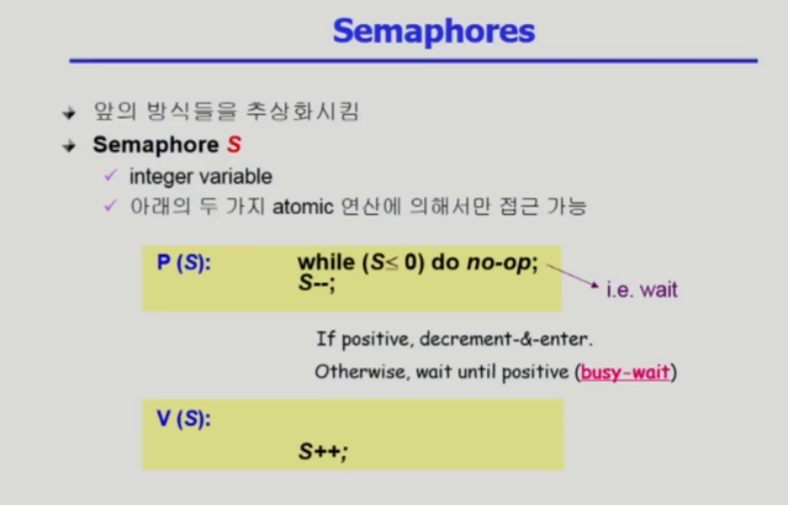 Semaphores
앞의 방식들을 추상화시킴
Semaphore S
✓ integer variable
✓ 아래의 두 가지 atomic 연산에 의해서만 접근 가능
P (S): while (S≤ 0) do no-op;
S--;
i.e. wait
If positive, decrement-&-enter.
Otherwise, wait until positive (busy-wait)
V (S):
S++;